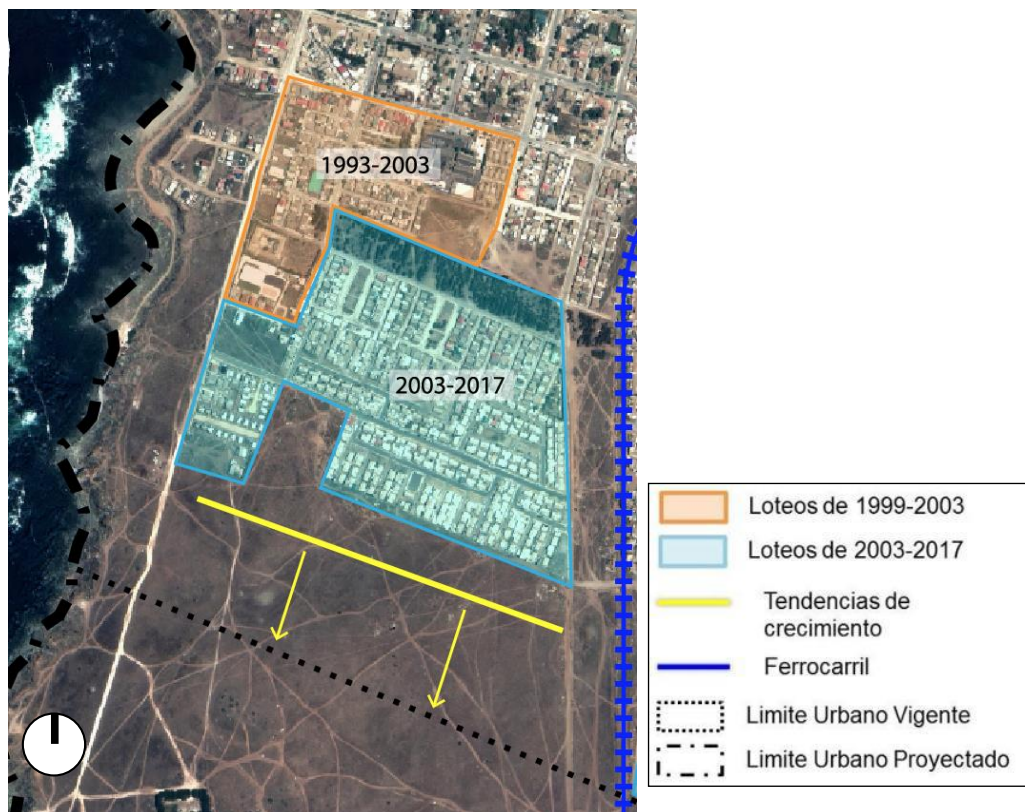 1993-2003
2003-2017
Loteos de 1999-2003
Loteos de 2003-2017
Tendencias de
crecimiento
Ferrocarril
Limite Urbano Vigente
Limite Urbano Proyectado